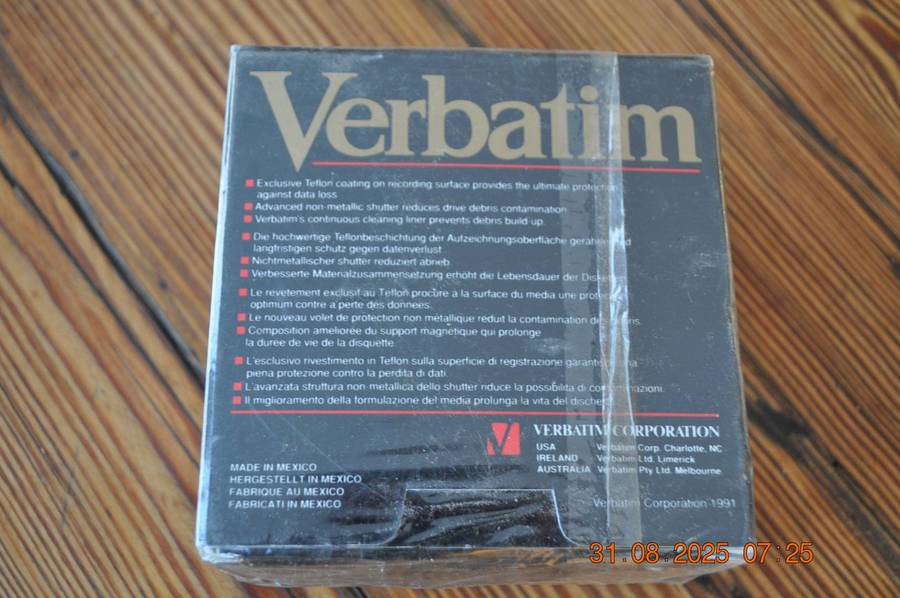 Verbatim
Exclusive Teflon coating on recording surface provides the ultimate protection
against data loss
Advanced non-metallic shutter reduces drive debris contamination
Verbatim's continuous cleaning liner prevents debris build up.
Die hochwertige Teflonbeschichtung der Aufzeichnungsoberfläche
langfristigen schutz gegen datenverlust
Nichtmetallischer shutter reduziert abrieb.
Verbesserte Materialzusammensetzung erhöht die Lebensdauer der
Le revetement exclusif au Teflon procure a la surface du media une
optimum contre a perte des donnees.
Le nouveau volet de protection non metallique reduit la contamination
Composition amelioree du support magnetique qui prolonge
la duree de vie de la disquette.
L'esclusivo rivestimento in Teflon sulla superficie di registrazione
piena protezione contro la perdita di dati.
L'avanzata struttura non-metallica dello shutter riduce la possibilita di
Il miglioramento della formulazione del media prolunga la vita del
VERBATIM CORPORATION
USA Verbatim Corp. Charlotte, NC
IRELAND Verbatim Ltd. Limerick
AUSTRALIA Verbatim Pty Ltd. Melbourne
MADE IN MEXICO
HERGESTELLT IN MEXICO
FABRIQUE AU MEXICO
FABRICATI IN MEXICO
Verbatim Corporation 1991
31.08.2025 07:25